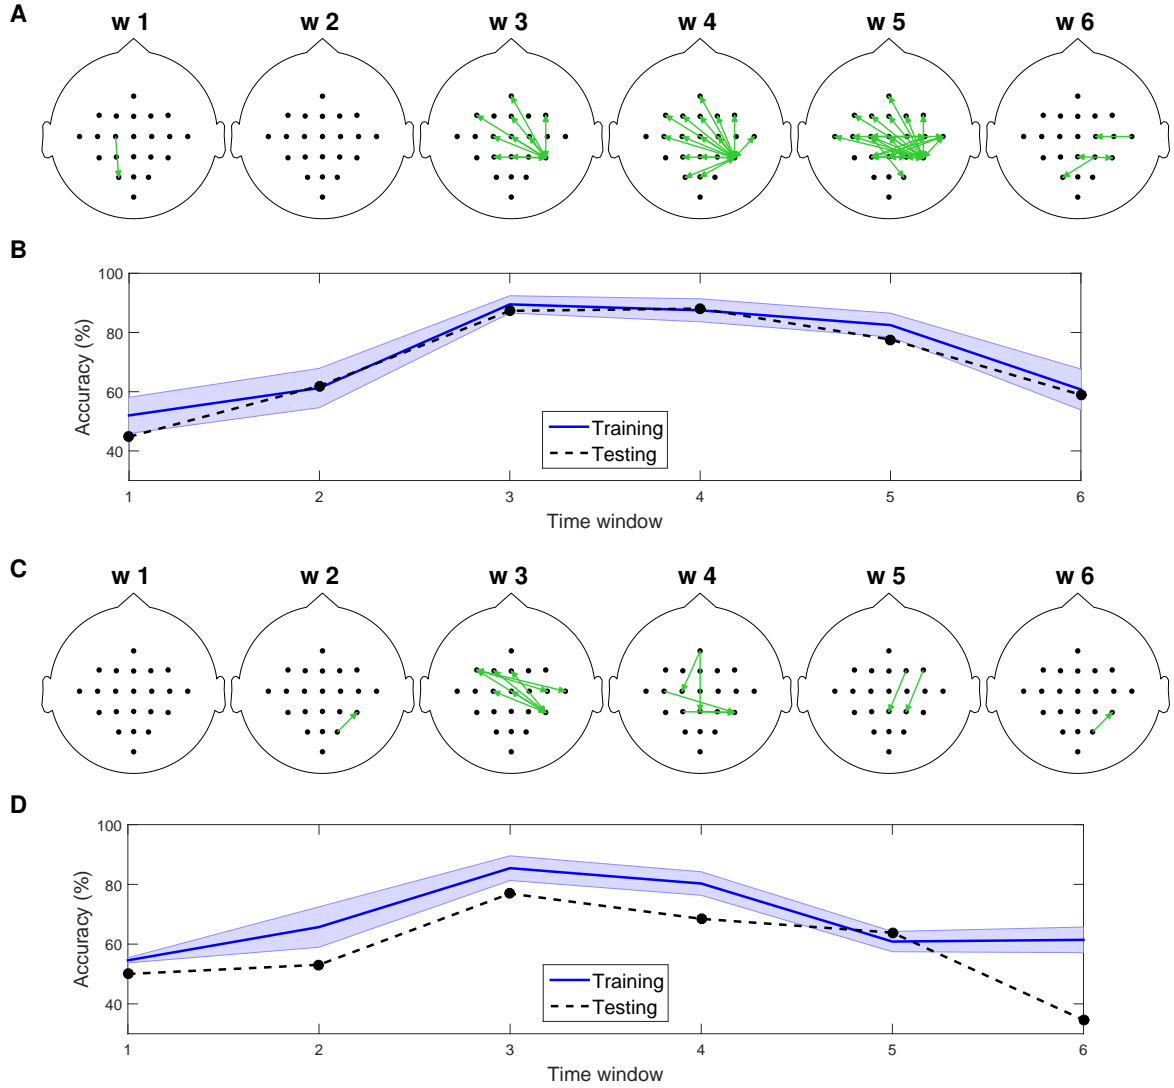 A
w 1 w 2 w 3 w 4 w 5 w 6
B
100
80
60
40
Accuracy (%)
Training
Testing
1 2 3 4 5 6
Time window
C
w 1 w 2 w 3 w 4 w 5 w 6
D
100
80
60
40
Accuracy (%)
Training
Testing
1 2 3 4 5 6
Time window